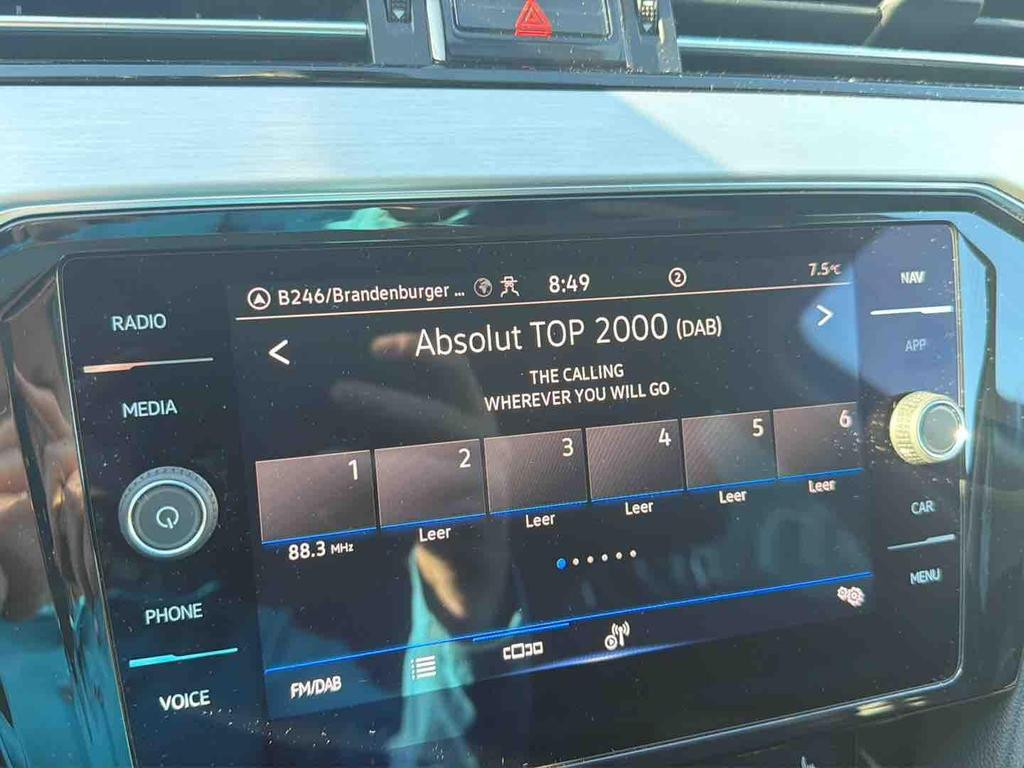 B246/Brandenburger ... 8:49 2 7.5°C
NAV
RADIO
Absolut TOP 2000 (DAB)
APP
THE CALLING
MEDIA
WHEREVER YOU WILL GO
1 2 3 4 5 6
88.3 MHz Leer Leer Leer Leer Leer
CAR
PHONE
MENU
FM/DAB
VOICE